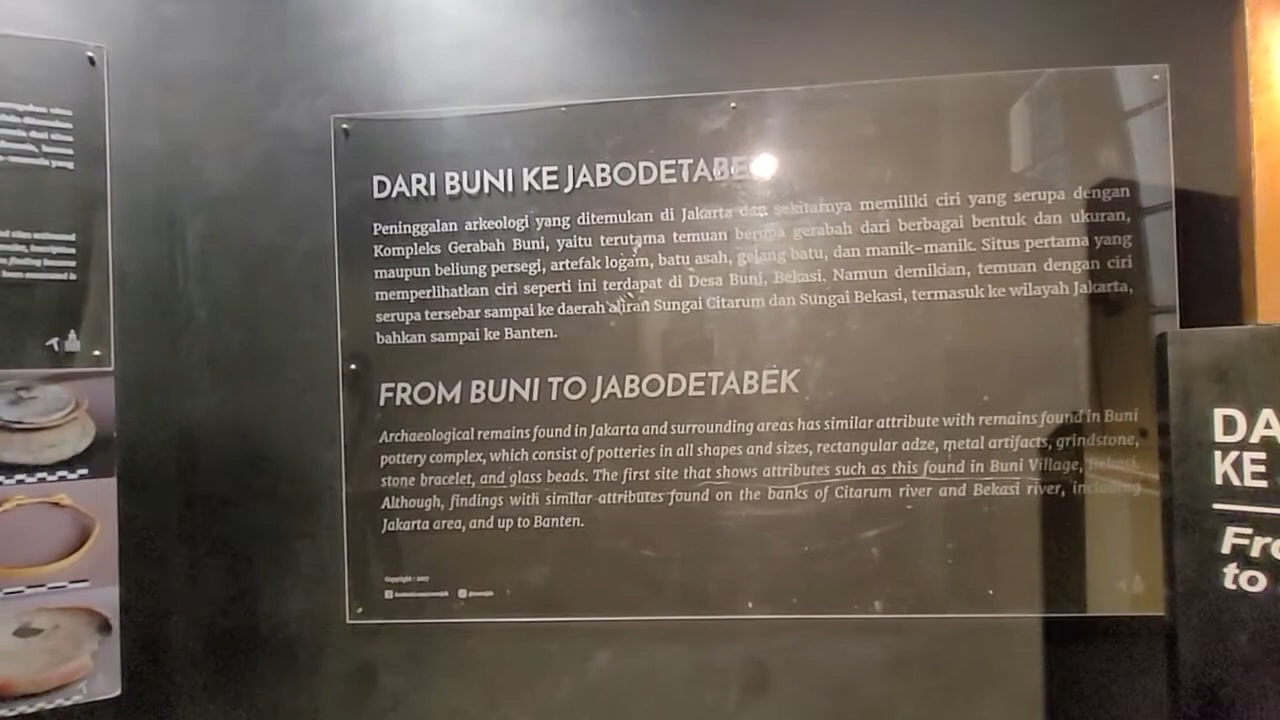 DARI BUNI KE JABODETABEK
Peninggalan arkeologi yang ditemukan di Jakarta dan sekitarnya memiliki ciri yang serupa dengan
Kompleks Gerabah Buni, yaitu terutama temuan berupa gerabah dari berbagai bentuk dan ukuran,
maupun beliung persegi, artefak logam, batu asah, gelang batu, dan manik-manik. Situs pertama yang
memperlihatkan ciri seperti ini terdapat di Desa Buni, Bekasi. Namun demikian, temuan dengan ciri
serupa tersebar sampai ke daerah aliran Sungai Citarum dan Sungai Bekasi, termasuk ke wilayah Jakarta,
bahkan sampai ke Banten.
FROM BUNI TO JABODETABEK
Archaeological remains found in Jakarta and surrounding areas has similar attribute with remains found in Buni
pottery complex, which consist of potteries in all shapes and sizes, rectangular adze, metal artifacts, grindstone,
stone bracelet, and glass beads. The first site that shows attributes such as this found in Buni Village, Bekasi.
Although, findings with similar attributes found on the banks of Citarum river and Bekasi river, including
Jakarta area, and up to Banten.
DA
KE
Fro
to